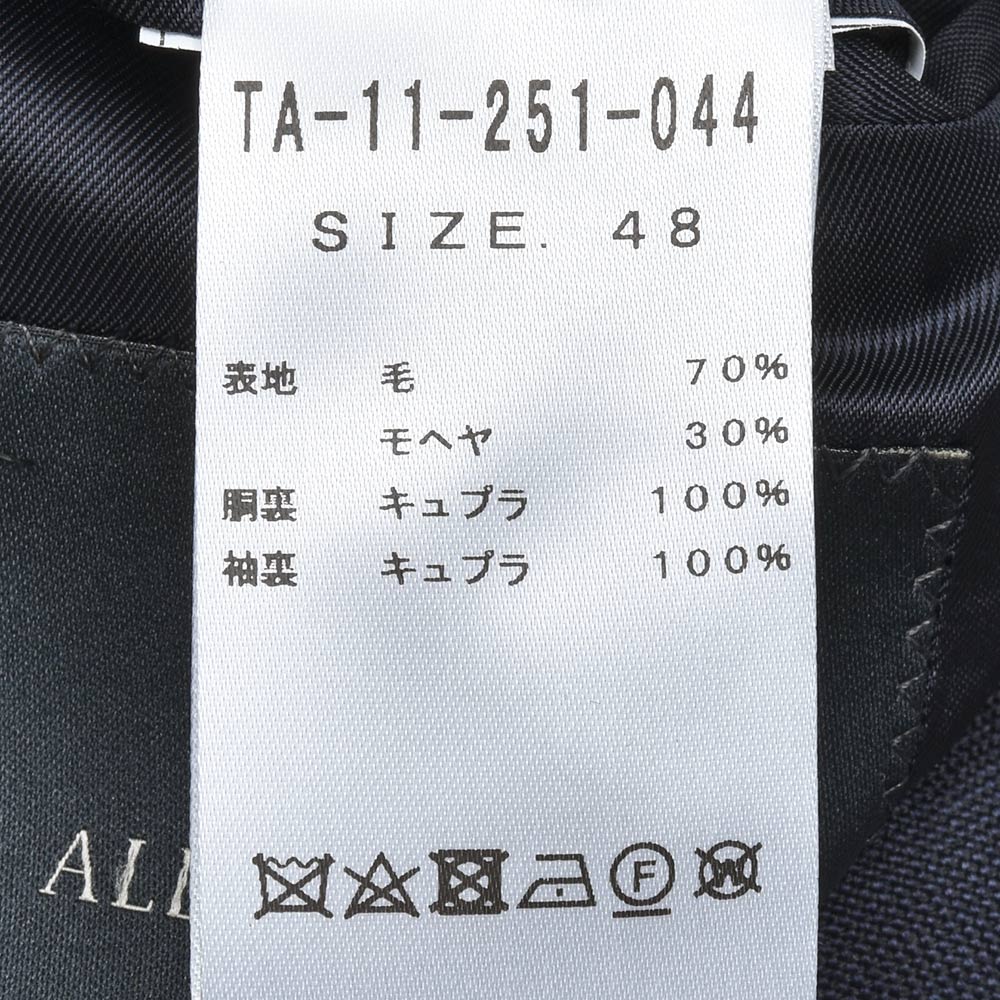 TA-11-251-044
SIZE. 48
表地 毛 70%
モヘヤ 30%
胴裏 キュプラ 100%
袖裏 キュプラ 100%
F W